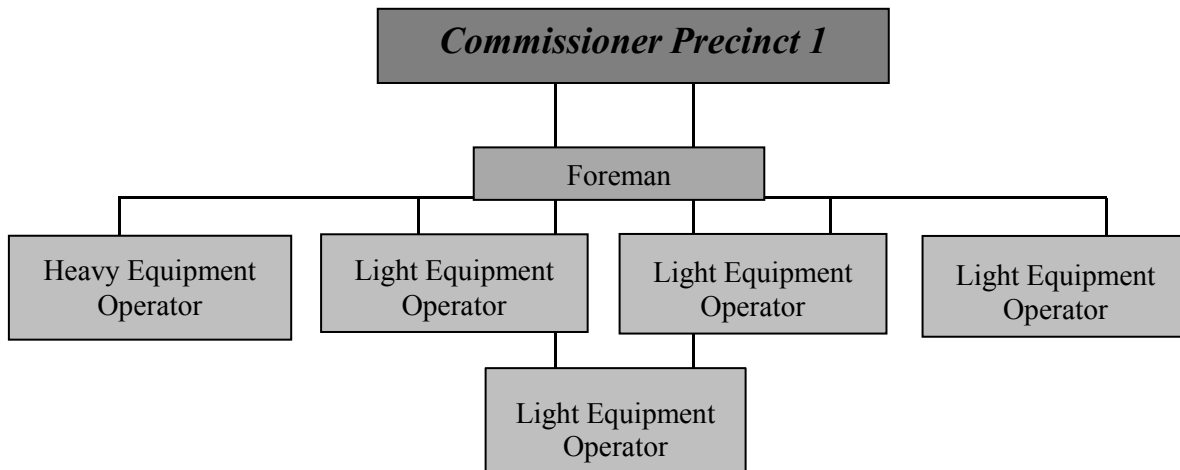 Commissioner Precinct 1
Foreman
Heavy Equipment
Operator
Light Equipment
Operator
Light Equipment
Operator
Light Equipment
Operator
Light Equipment
Operator